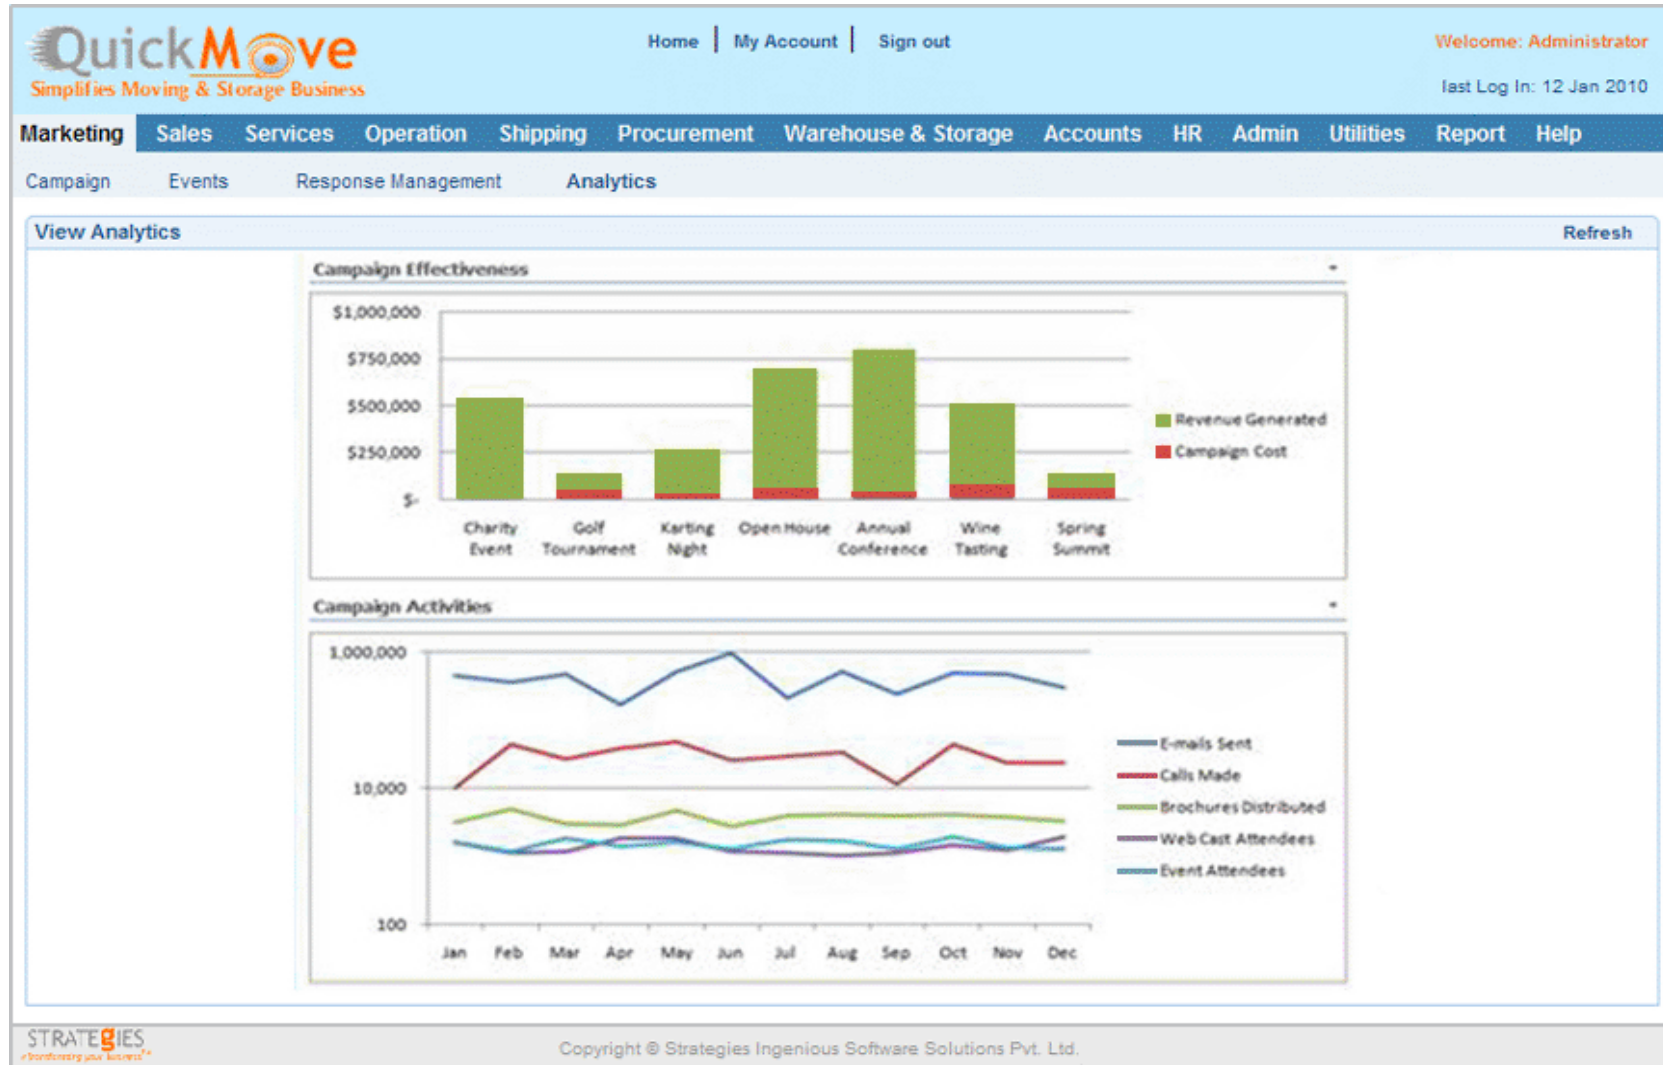 QuickMove
Simplifies Moving & Storage Business
Home | My Account | Sign out
Welcome: Administrator
last Log In: 12 Jan 2010
Marketing Sales Services Operation Shipping Procurement Warehouse & Storage Accounts HR Admin Utilities Report Help
Campaign Events Response Management Analytics
View Analytics Refresh
Campaign Effectiveness
$1,000,000
$750,000
$500,000
$250,000
$-
Charity Event
Golf Tournament
Karting Night
Open House
Annual Conference
Wine Tasting
Spring Summit
Revenue Generated
Campaign Cost
Campaign Activities
1,000,000
10,000
100
Jan Feb Mar Apr May Jun Jul Aug Sep Oct Nov Dec
E-mails Sent
Calls Made
Brochures Distributed
Web Cast Attendees
Event Attendees
STRATEGIES
Copyright © Strategies Ingenious Software Solutions Pvt. Ltd.